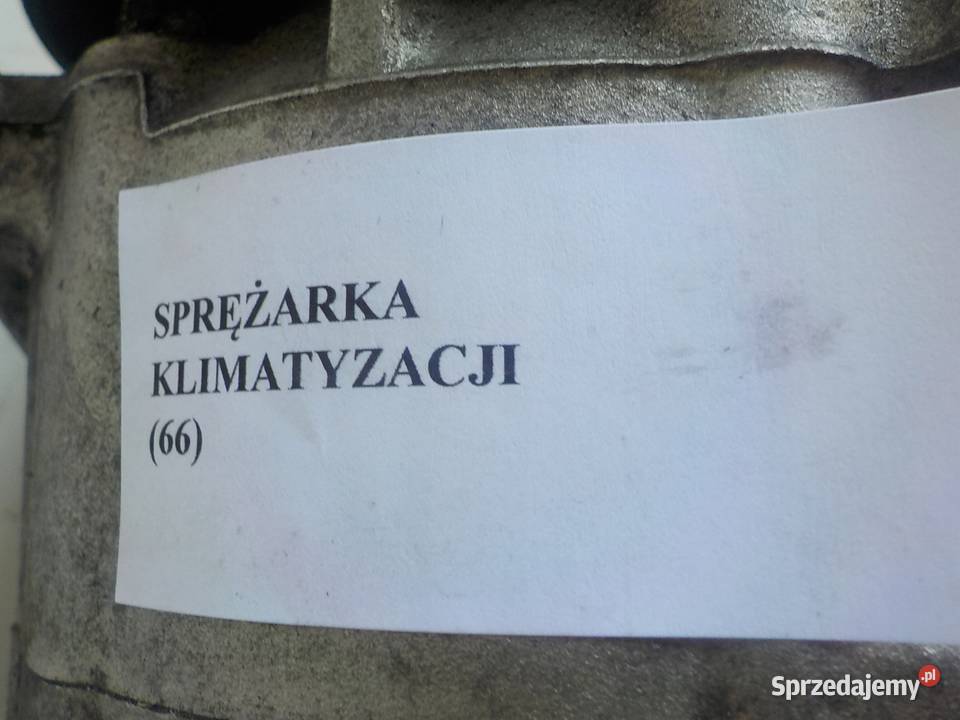 SPRĘŻARKA
KLIMATYZACJI
(66)
Sprzedajemy.pl